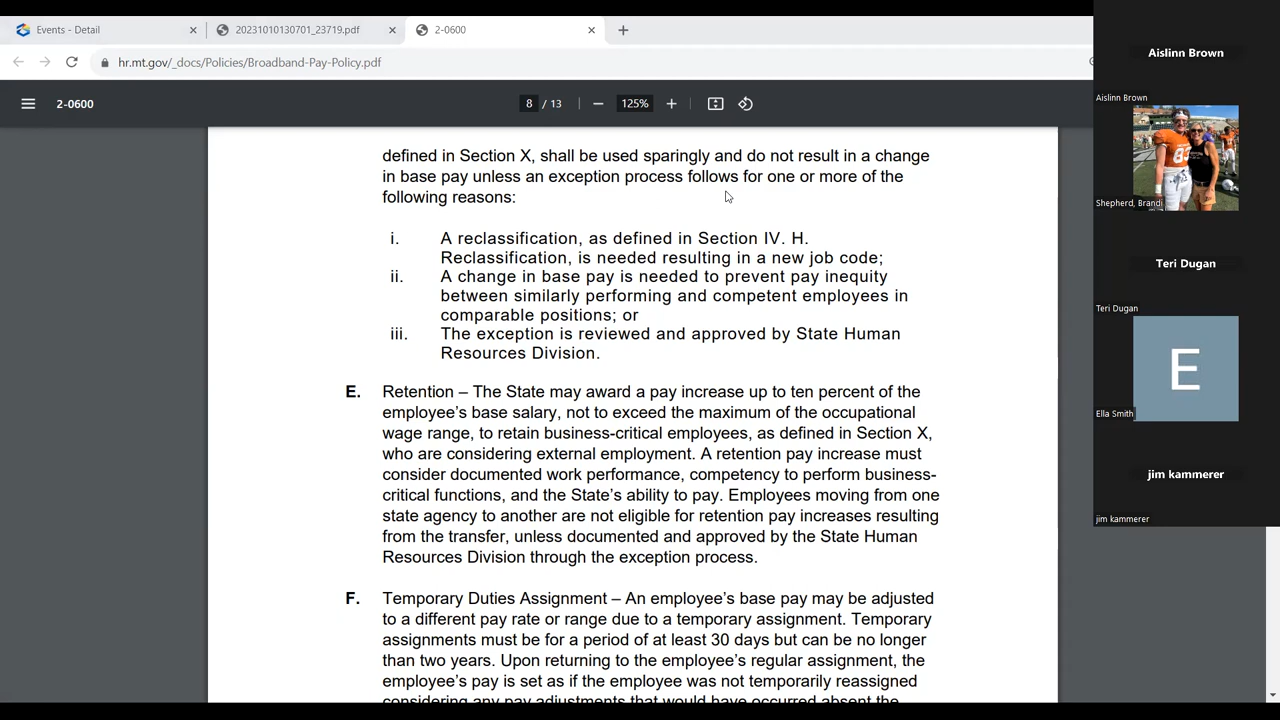 Events - Detail
20231010130701_23719.pdf
2-0600
hr.mt.gov/_docs/Policies/Broadband-Pay-Policy.pdf
2-0600
8 / 13
125%
defined in Section X, shall be used sparingly and do not result in a change
in base pay unless an exception process follows for one or more of the
following reasons:
i. A reclassification, as defined in Section IV. H.
Reclassification, is needed resulting in a new job code;
ii. A change in base pay is needed to prevent pay inequity
between similarly performing and competent employees in
comparable positions; or
iii. The exception is reviewed and approved by State Human
Resources Division.
E. Retention – The State may award a pay increase up to ten percent of the
employee's base salary, not to exceed the maximum of the occupational
wage range, to retain business-critical employees, as defined in Section X,
who are considering external employment. A retention pay increase must
consider documented work performance, competency to perform business-
critical functions, and the State's ability to pay. Employees moving from one
state agency to another are not eligible for retention pay increases resulting
from the transfer, unless documented and approved by the State Human
Resources Division through the exception process.
F. Temporary Duties Assignment – An employee's base pay may be adjusted
to a different pay rate or range due to a temporary assignment. Temporary
assignments must be for a period of at least 30 days but can be no longer
than two years. Upon returning to the employee's regular assignment, the
employee's pay is set as if the employee was not temporarily reassigned
considering any pay adjustments that would have occurred absent the
Aislinn Brown
Aislinn Brown
83
Shepherd, Brandi
Teri Dugan
Teri Dugan
E
Ella Smith
jim kammerer
jim kammerer